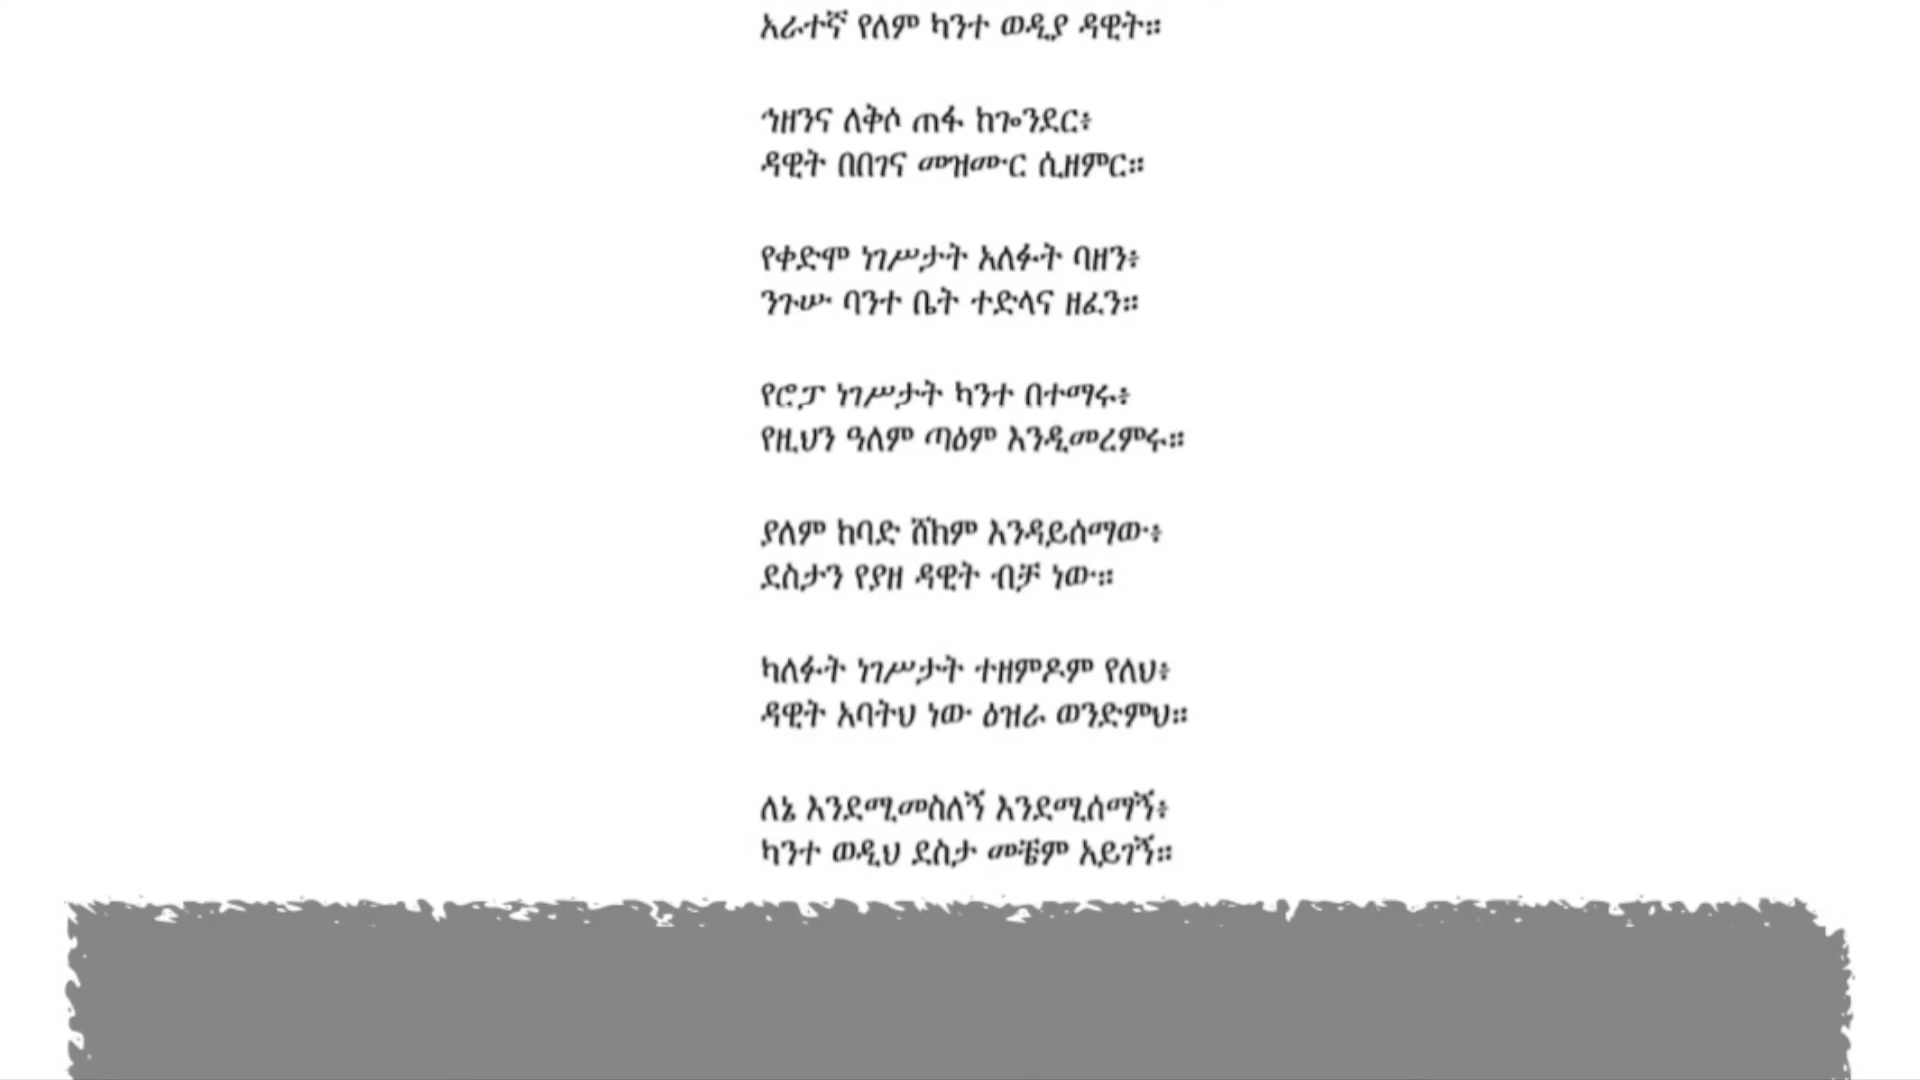 አራተኛ የለም ካንተ ወዲያ ዳዊት።
ኅዘንና ለቅሶ ጠፋ ከጐንደር፥
ዳዊት በበገና መዝሙር ሲዘምር።
የቀድሞ ነገሥታት አለፉት ባዘን፥
ንጉሡ ባንተ ቤት ተድላና ዘፈን።
የሮፓ ነገሥታት ካንተ በተማሩ፥
የዚህን ዓለም ጣዕም እንዲመረምሩ።
ያለም ከባድ ሸክም እንዳይሰማው፥
ደስታን የያዘ ዳዊት ብቻ ነው።
ካለፉት ነገሥታት ተዘምዶም የለህ፥
ዳዊት አባትህ ነው ዕዝራ ወንድምህ።
ለኔ እንደሚመስለኝ እንደሚሰማኝ፥
ካንተ ወዲህ ደስታ መቼም አይገኝ።